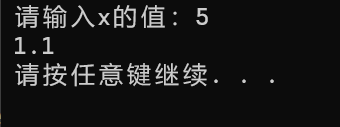 请输入x的值：5
1.1
请按任意键继续. . .